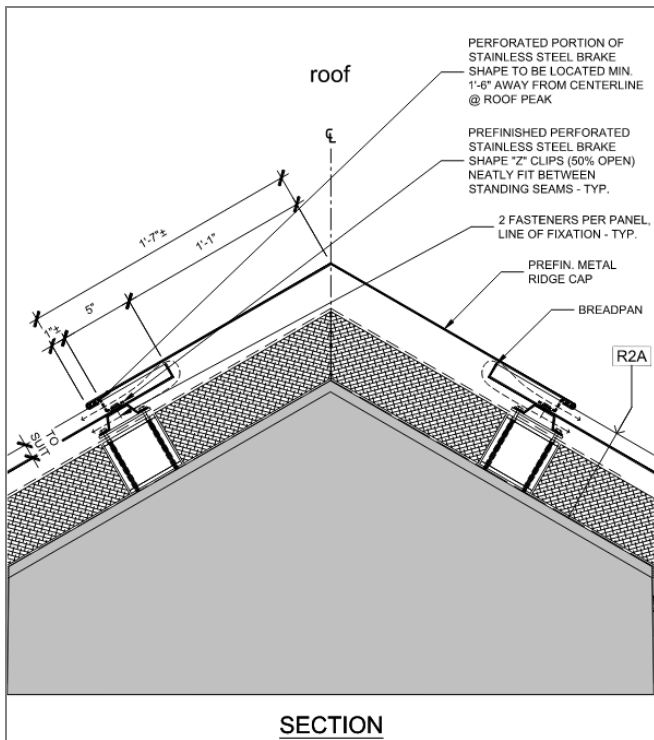 PERFORATED PORTION OF
STAINLESS STEEL BRAKE
SHAPE TO BE LOCATED MIN.
1'-6" AWAY FROM CENTERLINE
@ ROOF PEAK
roof
℄
PREFINISHED PERFORATED
STAINLESS STEEL BRAKE
SHAPE "Z" CLIPS (50% OPEN)
NEATLY FIT BETWEEN
STANDING SEAMS - TYP.
2 FASTENERS PER PANEL,
LINE OF FIXATION - TYP.
1'-7"±
1'-1"
PREFIN. METAL
RIDGE CAP
5"
BREADPAN
1"±
R2A
TO
SUIT
SECTION